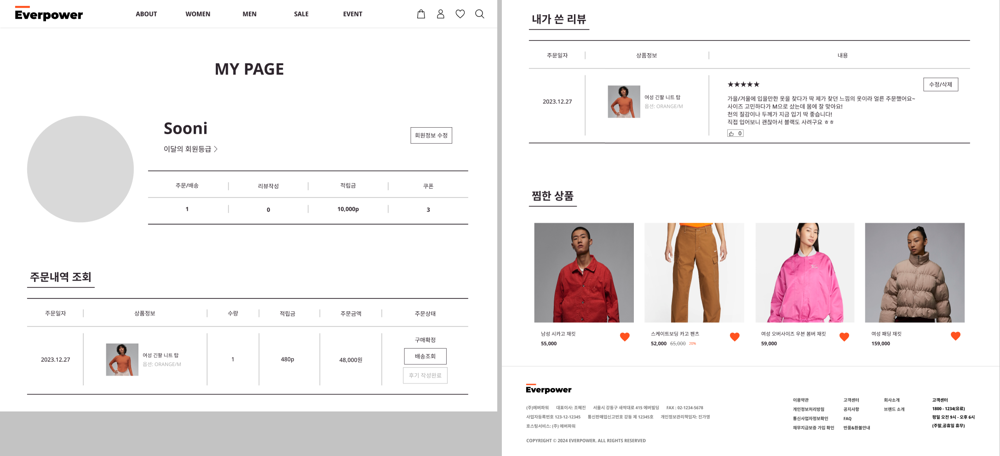 Everpower
ABOUT WOMEN MEN SALE EVENT
MY PAGE
Sooni
회원정보 수정
이달의 회원등급 >
주문/배송 리뷰작성 적립금 쿠폰
1 0 10,000p 3
주문내역 조회
주문일자 상품정보 수량 적립금 주문금액 주문상태
구매확정
2023.12.27 여성 긴팔 니트 탑 1 480p 48,000원 배송조회
옵션: ORANGE/M
후기 작성완료
내가 쓴 리뷰
주문일자 상품정보 내용
★★★★★ 수정/삭제
2023.12.27 여성 긴팔 니트 탑
옵션: ORANGE/M
가을/겨울에 입을만한 옷을 찾다가 딱 제가 찾던 느낌의 옷이라 얼른 주문했어요~
사이즈 고민하다가 M으로 샀는데 몸에 잘 맞아요!
천의 질감이나 두께가 지금 입기 딱 좋습니다!
직접 입어보니 괜찮아서 블랙도 사려구요 ㅎㅎ
0
찜한 상품
남성 시카고 재킷
55,000
스케이트보딩 카고 팬츠
52,000 65,000 20%
여성 오버사이즈 우븐 봄버 재킷
59,000
여성 패딩 재킷
159,000
Everpower
(주)에버파워 대표이사: 조혜진 서울시 강동구 새싹대로 415 에버빌딩 FAX : 02-1234-5678
사업자등록번호 123-12-12345 통신판매업신고번호 강동 제 12345호 개인정보관리책임자: 진가영
호스팅서비스: (주) 에버파워
COPYRIGHT © 2024 EVERPOWER. ALL RIGHTS RESERVED
이용약관
개인정보처리방침
통신사업자정보확인
채무지급보증 가입 확인
고객센터
공지사항
FAQ
반품&환불안내
회사소개
브랜드 소개
고객센터
1800 - 1234(유료)
평일 오전 9시 - 오후 6시
(주말,공휴일 휴무)